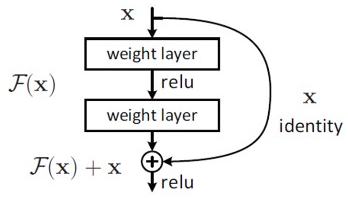 x
weight layer
relu
F(x)
weight layer
x
identity
F(x) + x
relu